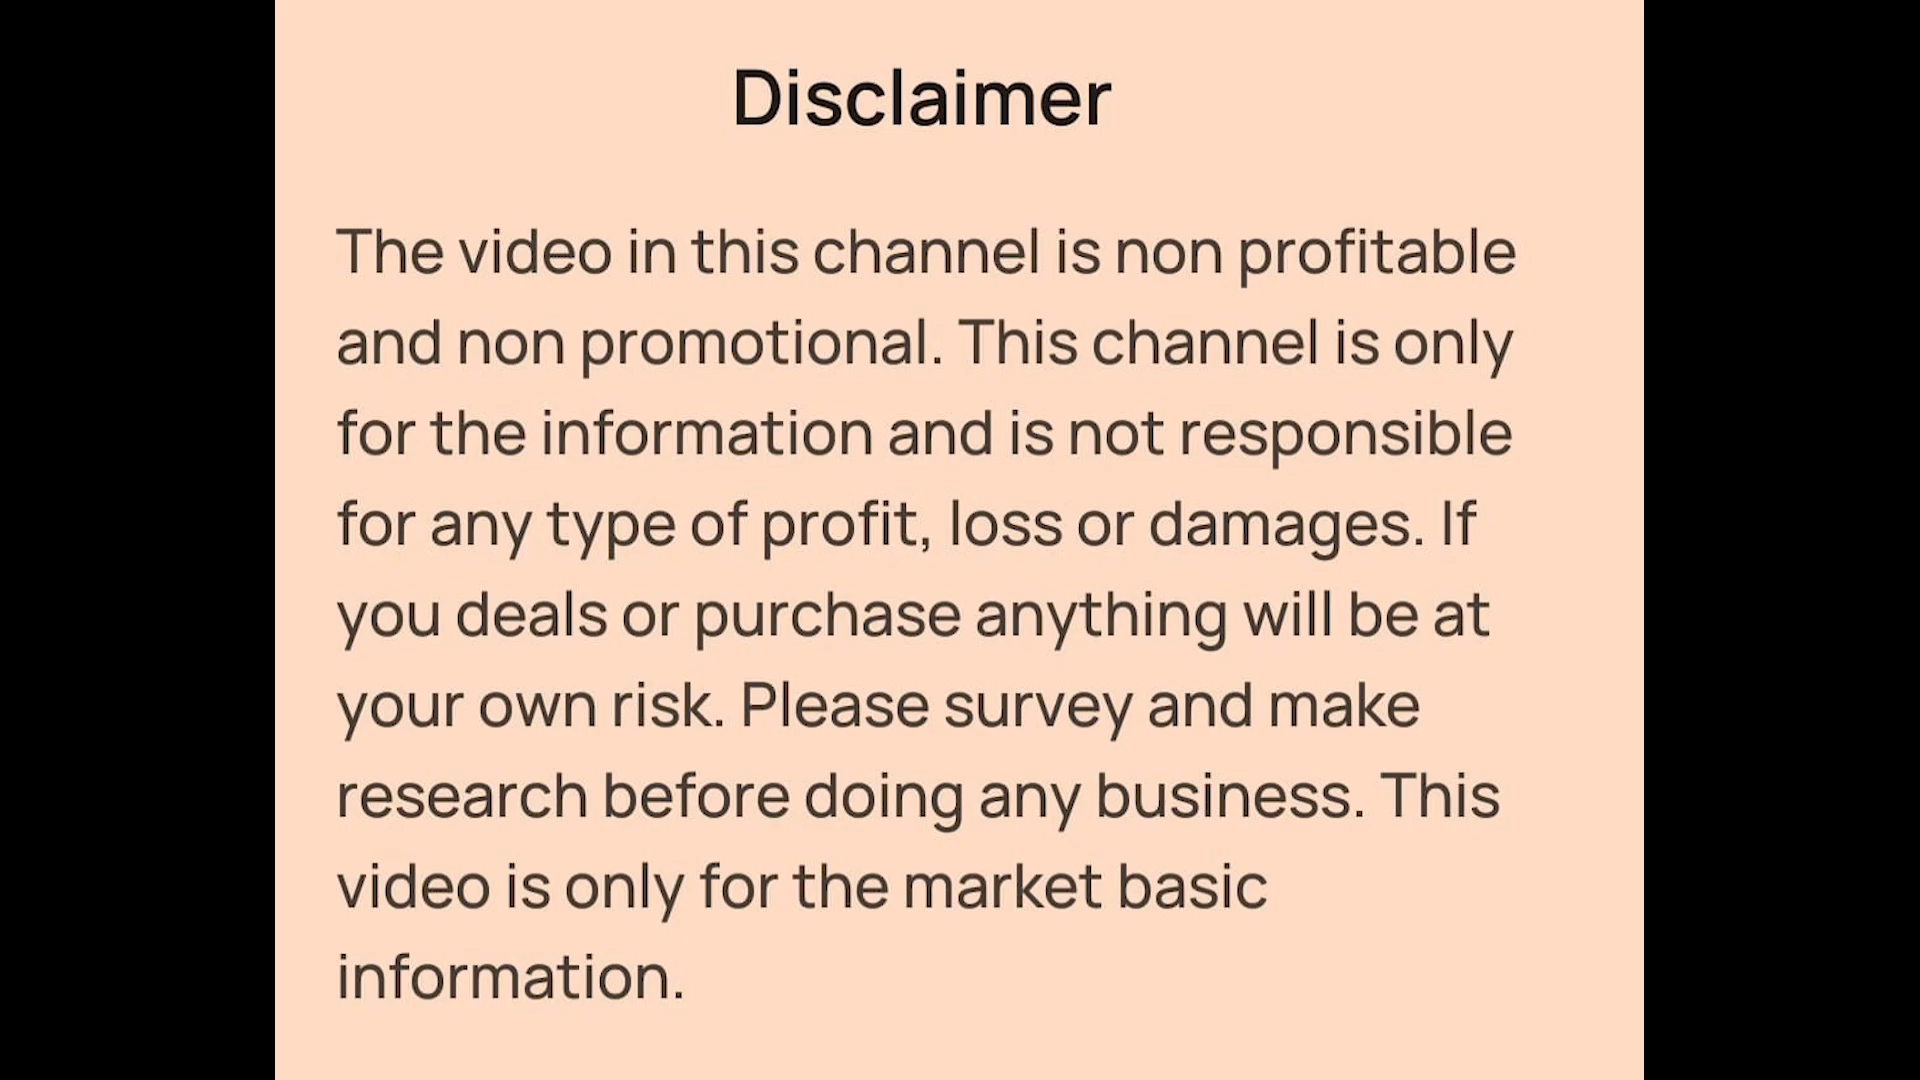 Disclaimer
The video in this channel is non profitable
and non promotional. This channel is only
for the information and is not responsible
for any type of profit, loss or damages. If
you deals or purchase anything will be at
your own risk. Please survey and make
research before doing any business. This
video is only for the market basic
information.